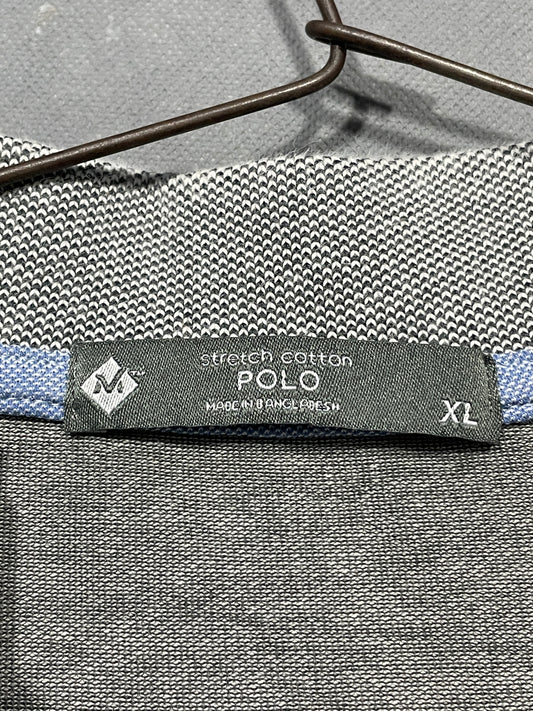 stretch cotton
M
POLO
MADE IN BANGLADESH
XL